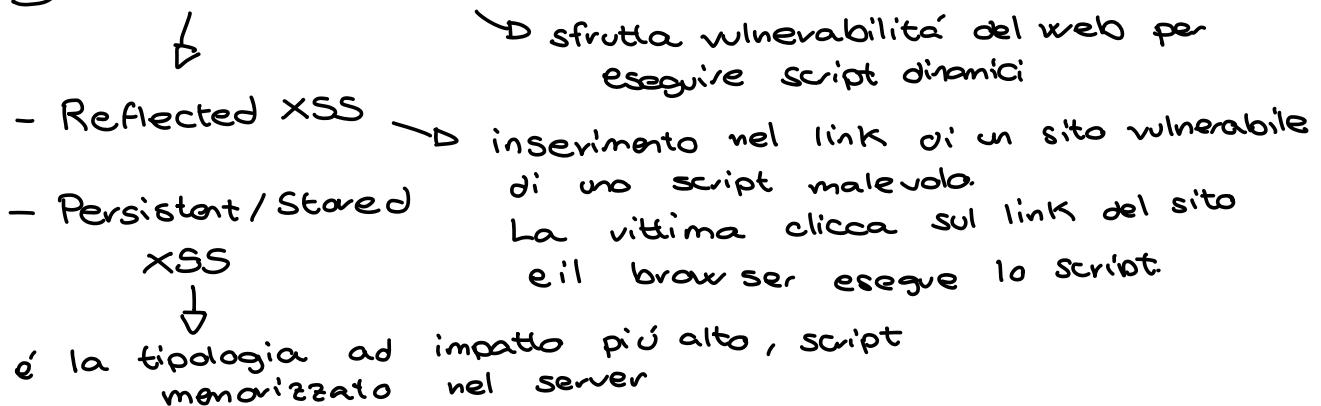 sfrutta vulnerabilitá del web per
eseguire script dinamici
- Reflected XSS
inserimento nel link di un sito vulnerabile
di uno script malevolo.
La vittima clicca sul link del sito
e il browser esegue lo script.
- Persistent / Stored
XSS
é la tipologia ad impatto piú alto, script
memorizzato nel server